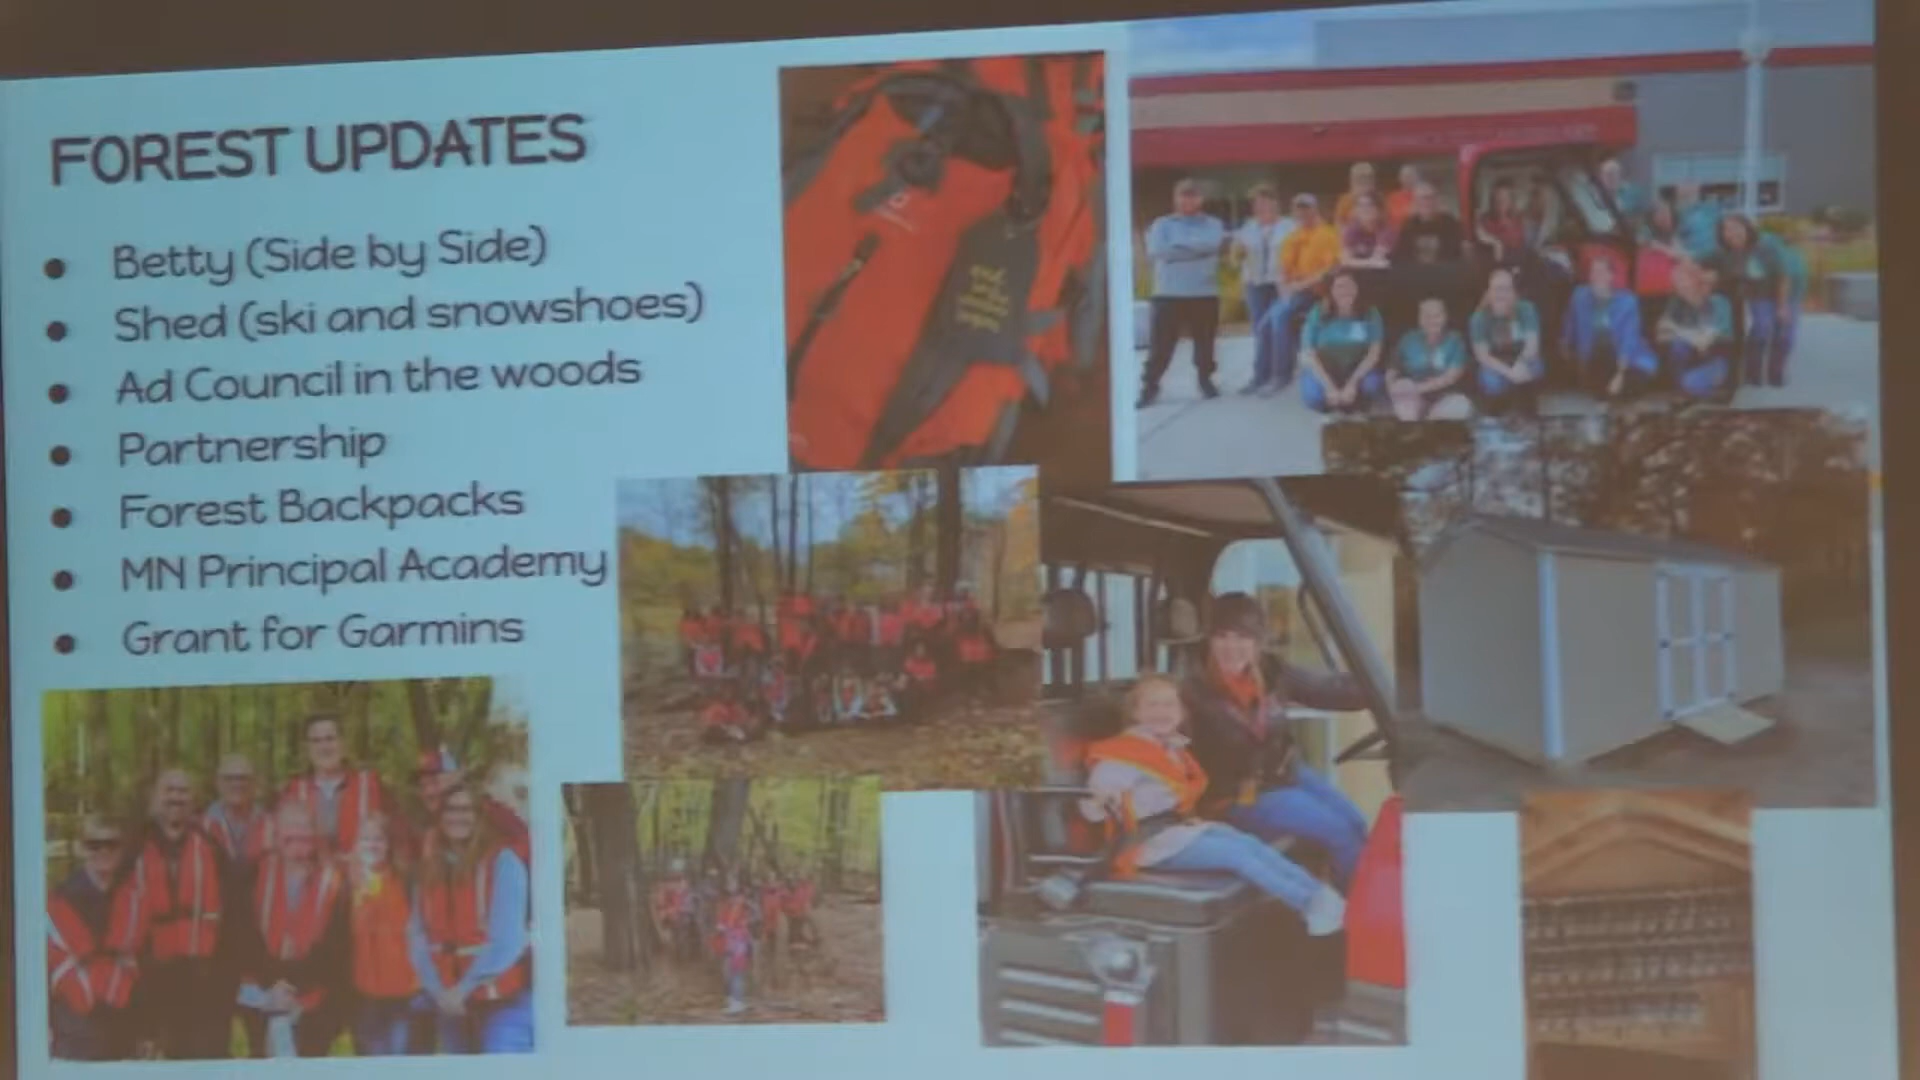 FOREST UPDATES
Betty (Side by Side)
Shed (ski and snowshoes)
Ad Council in the woods
Partnership
Forest Backpacks
MN Principal Academy
Grant for Garmins